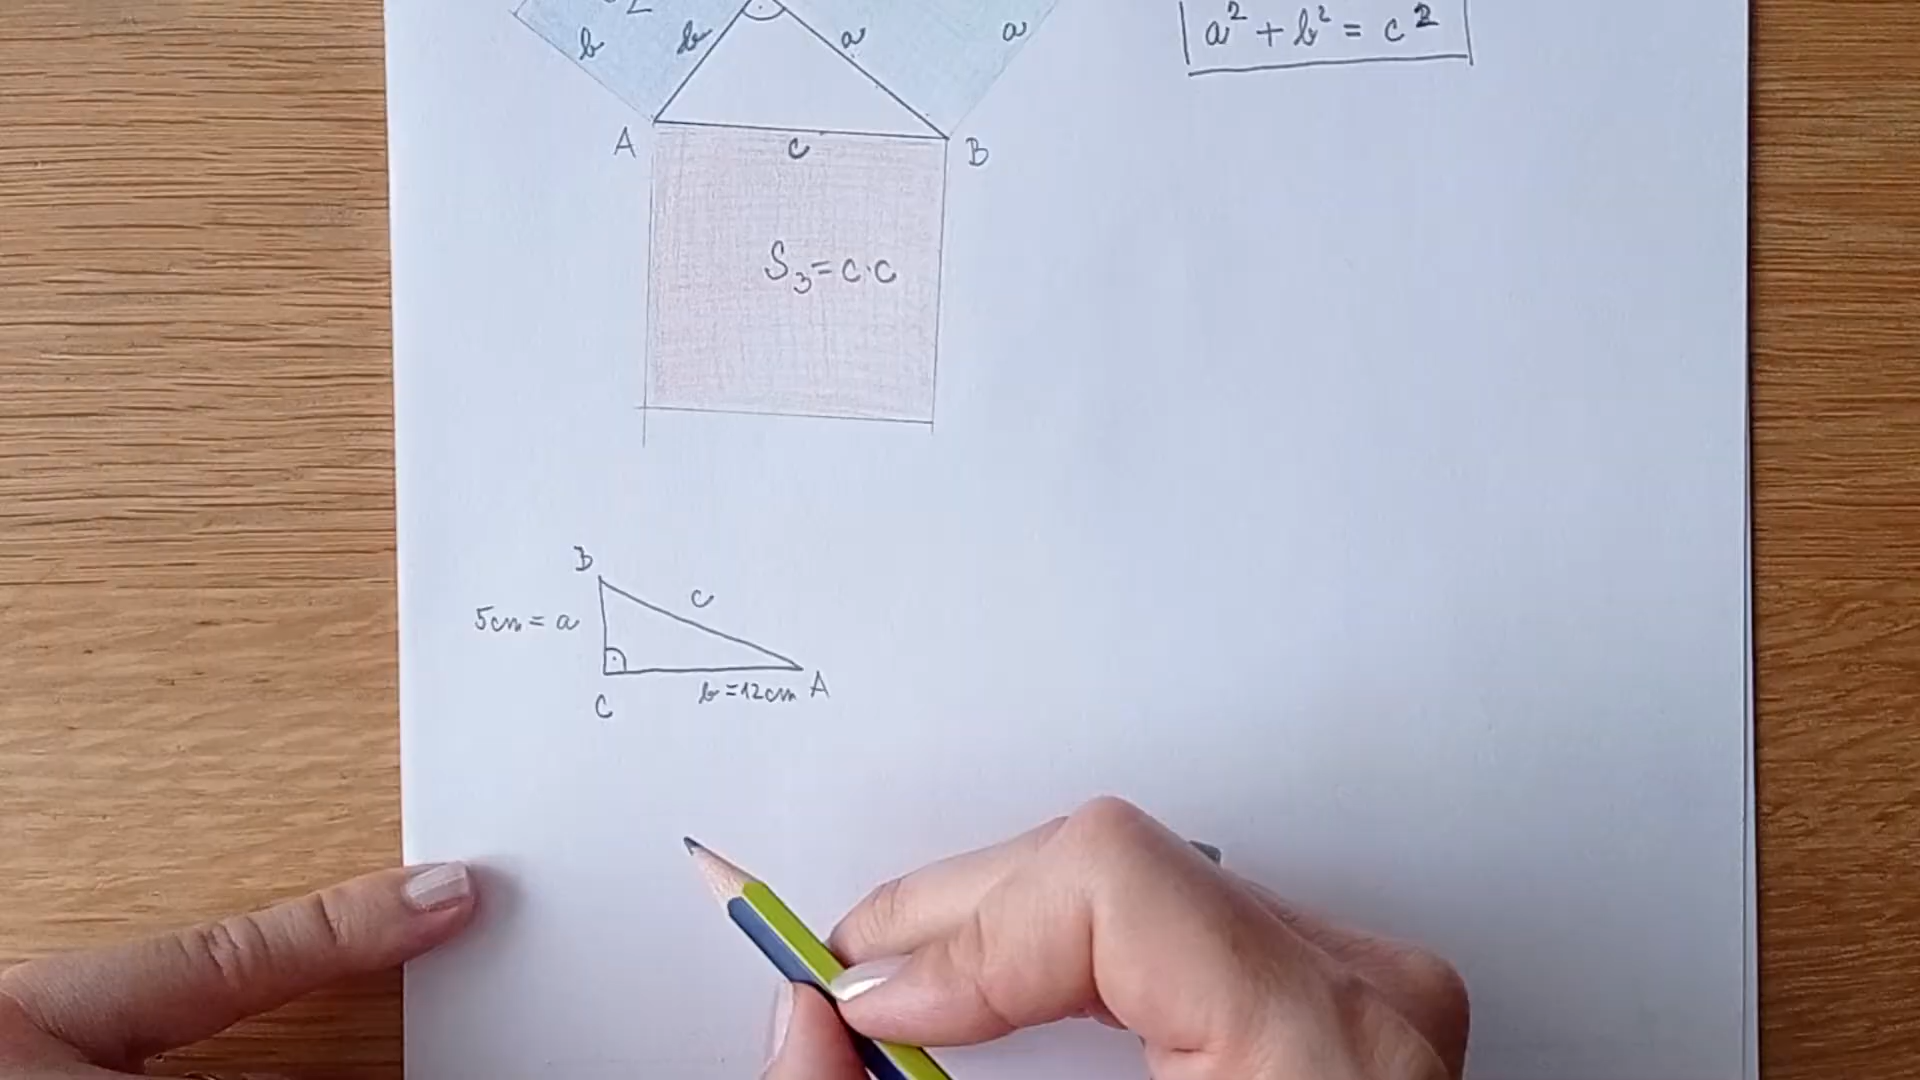 b
b
a
a
a² + b² = c²
A
c
B
S₃ = c·c
B
c
5cm = a
b = 12cm
A
C